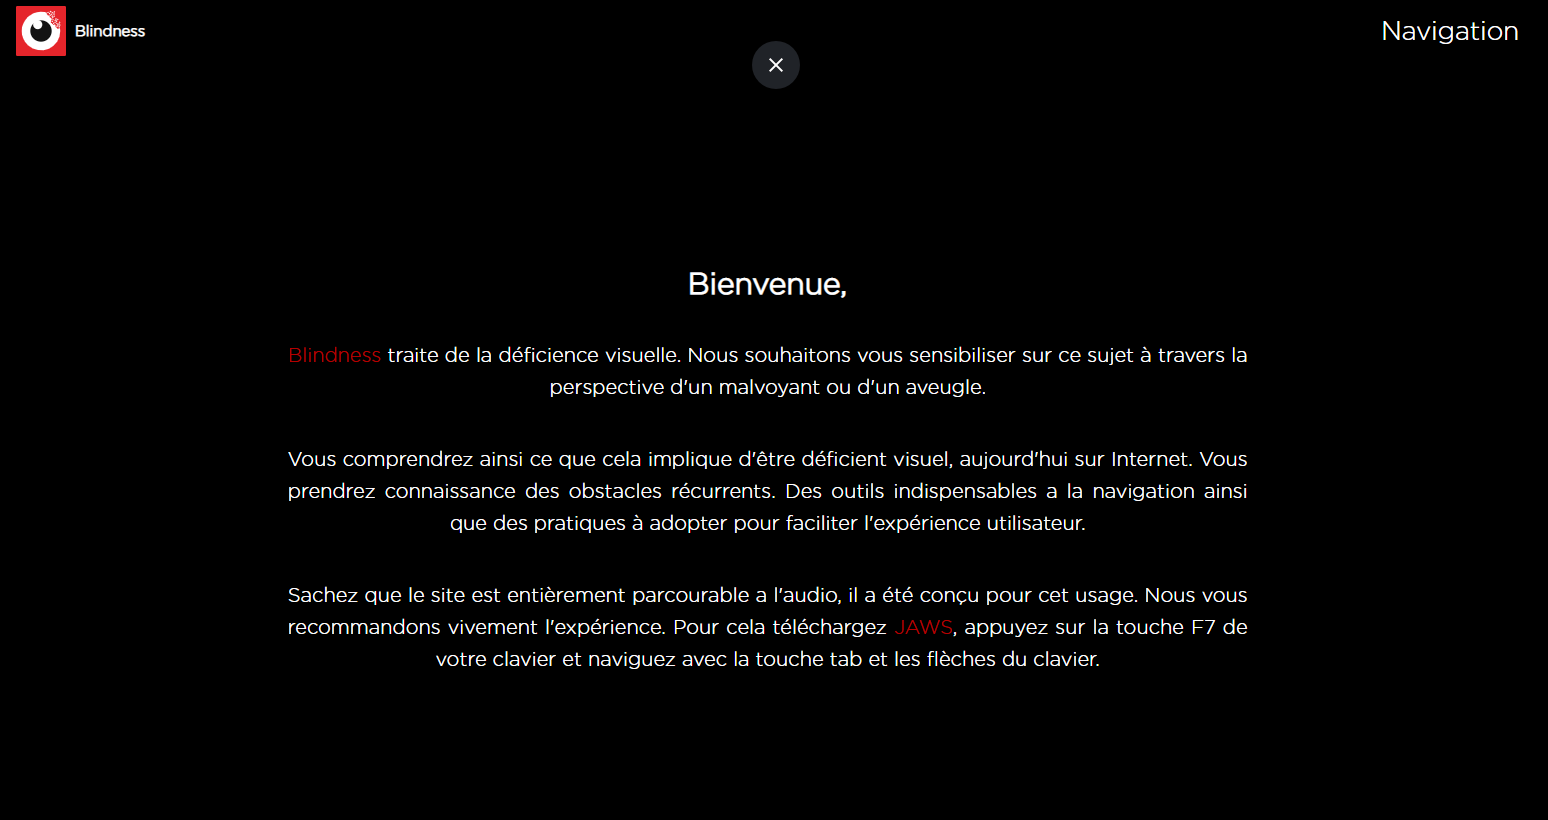 Blindness
Navigation
Bienvenue,
Blindness traite de la déficience visuelle. Nous souhaitons vous sensibiliser sur ce sujet à travers la
perspective d'un malvoyant ou d'un aveugle.
Vous comprendrez ainsi ce que cela implique d'être déficient visuel, aujourd'hui sur Internet. Vous
prendrez connaissance des obstacles récurrents. Des outils indispensables a la navigation ainsi
que des pratiques à adopter pour faciliter l'expérience utilisateur.
Sachez que le site est entièrement parcourable a l'audio, il a été conçu pour cet usage. Nous vous
recommandons vivement l'expérience. Pour cela téléchargez JAWS, appuyez sur la touche F7 de
votre clavier et naviguez avec la touche tab et les flèches du clavier.